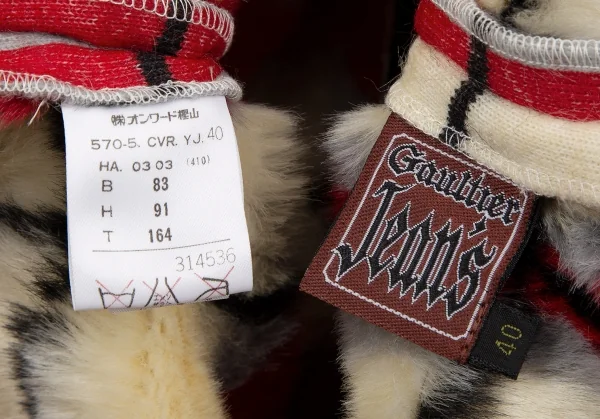 ㈱オンワード樫山
570-5. CVR. YJ. 40
HA. 03 03 (410)
B 83
H 91
T 164
314536
Gaultier
Jean's
40